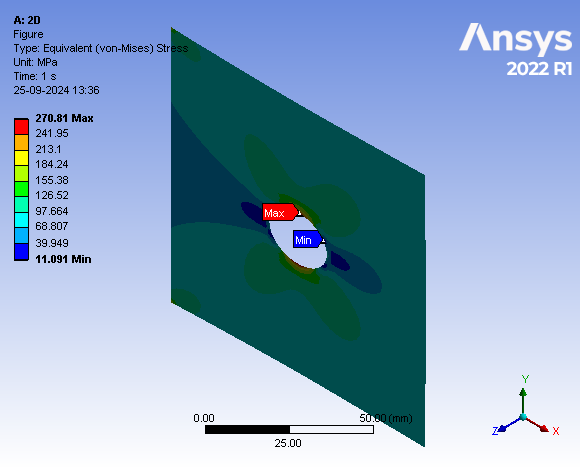 A: 2D
Figure
Type: Equivalent (von-Mises) Stress
Unit: MPa
Time: 1 s
25-09-2024 13:36
270.81 Max
241.95
213.1
184.24
155.38
126.52
97.664
68.807
39.949
11.091 Min
Ansys
2022 R1
Max
Min
0.00
50.00 (mm)
25.00
Y
Z
X